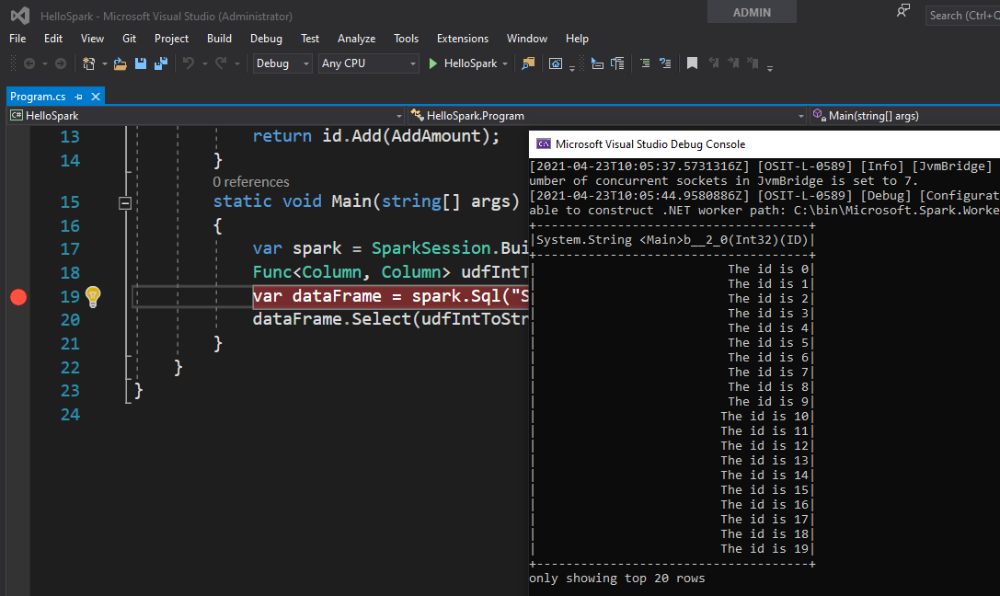 HelloSpark - Microsoft Visual Studio (Administrator)
ADMIN
Search (Ctrl+
File Edit View Git Project Build Debug Test Analyze Tools Extensions Window Help
Debug Any CPU HelloSpark
Program.cs
C# HelloSpark HelloSpark.Program Main(string[] args)
13 return id.Add(AddAmount);
14 }
0 references
15 static void Main(string[] args)
16 {
17 var spark = SparkSession.Bui
18 Func<Column, Column> udfIntT
19 var dataFrame = spark.Sql("S
20 dataFrame.Select(udfIntToStr
21 }
22 }
23 }
24
Microsoft Visual Studio Debug Console
[2021-04-23T10:05:37.5731316Z] [OSIT-L-0589] [Info] [JvmBridge]
umber of concurrent sockets in JvmBridge is set to 7.
[2021-04-23T10:05:44.9580886Z] [OSIT-L-0589] [Debug] [Configurat
able to construct .NET worker path: C:\bin\Microsoft.Spark.Worke
+-------------------------------------+
|System.String <Main>b__2_0(Int32)(ID)|
+-------------------------------------+
| The id is 0|
| The id is 1|
| The id is 2|
| The id is 3|
| The id is 4|
| The id is 5|
| The id is 6|
| The id is 7|
| The id is 8|
| The id is 9|
| The id is 10|
| The id is 11|
| The id is 12|
| The id is 13|
| The id is 14|
| The id is 15|
| The id is 16|
| The id is 17|
| The id is 18|
| The id is 19|
+-------------------------------------+
only showing top 20 rows